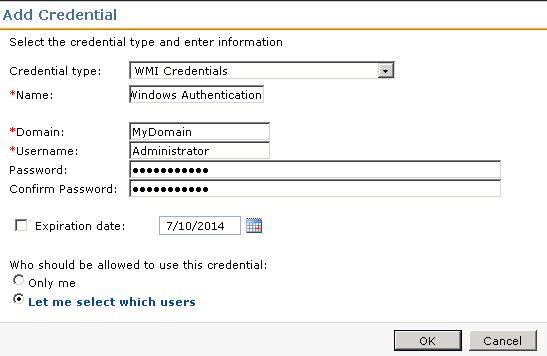 Add Credential
Select the credential type and enter information
Credential type: WMI Credentials
*Name: Windows Authentication
*Domain: MyDomain
*Username: Administrator
Password: ●●●●●●●●●●●
Confirm Password: ●●●●●●●●●●●
Expiration date: 7/10/2014
Who should be allowed to use this credential:
Only me
Let me select which users
OK Cancel